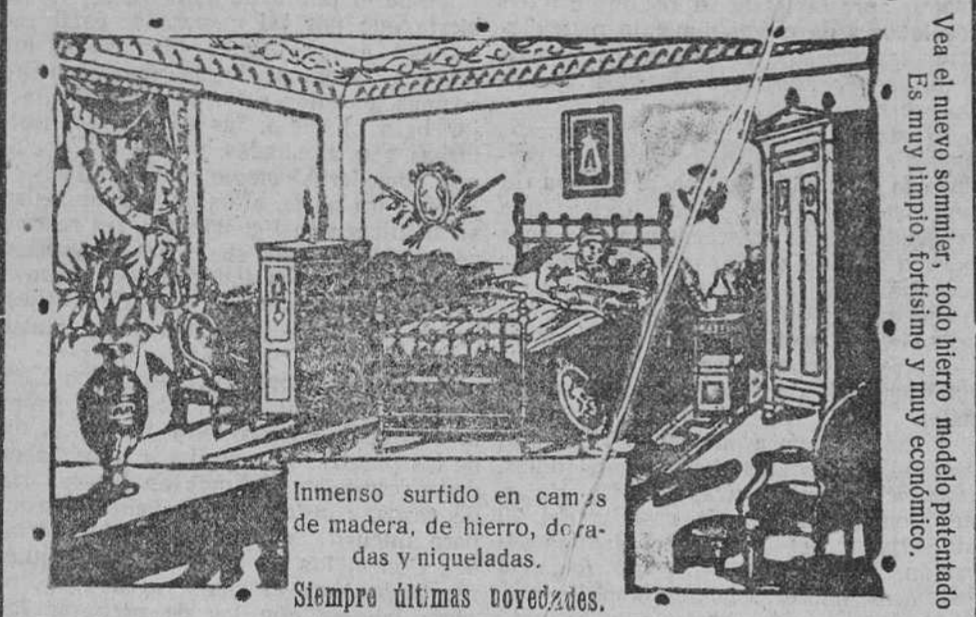 Inmenso surtido en camas
de madera, de hierro, dora-
das y niqueladas.
Siempre últimas novedades.
Vea el nuevo sommier, todo hierro modelo patentado
Es muy limpio, fortísimo y muy económico.